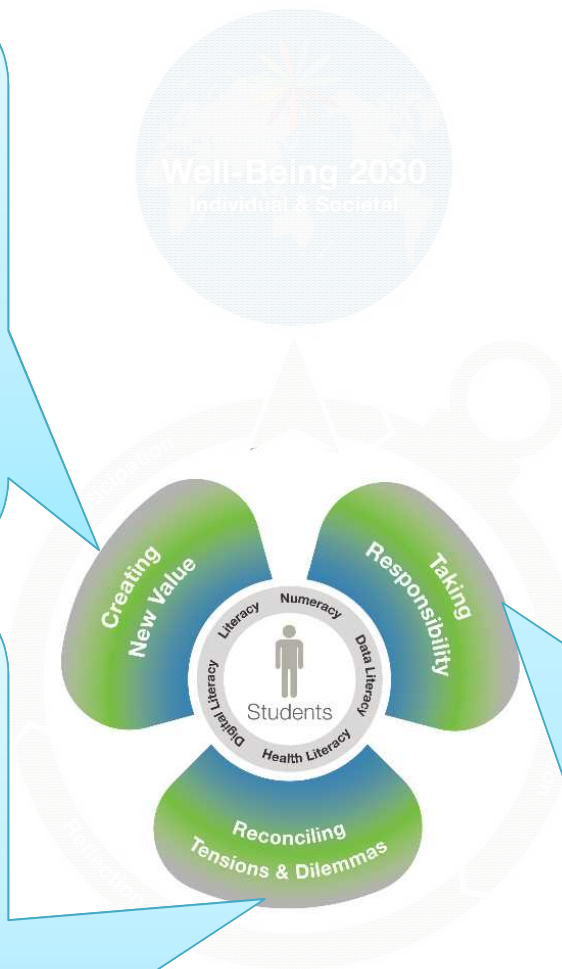 Well-Being 2030
Individual & Societal
Creating
New Value
Taking
Responsibility
Literacy
Numeracy
Data Literacy
Health Literacy
Digital Literacy
Students
Reconciling
Tensions & Dilemmas